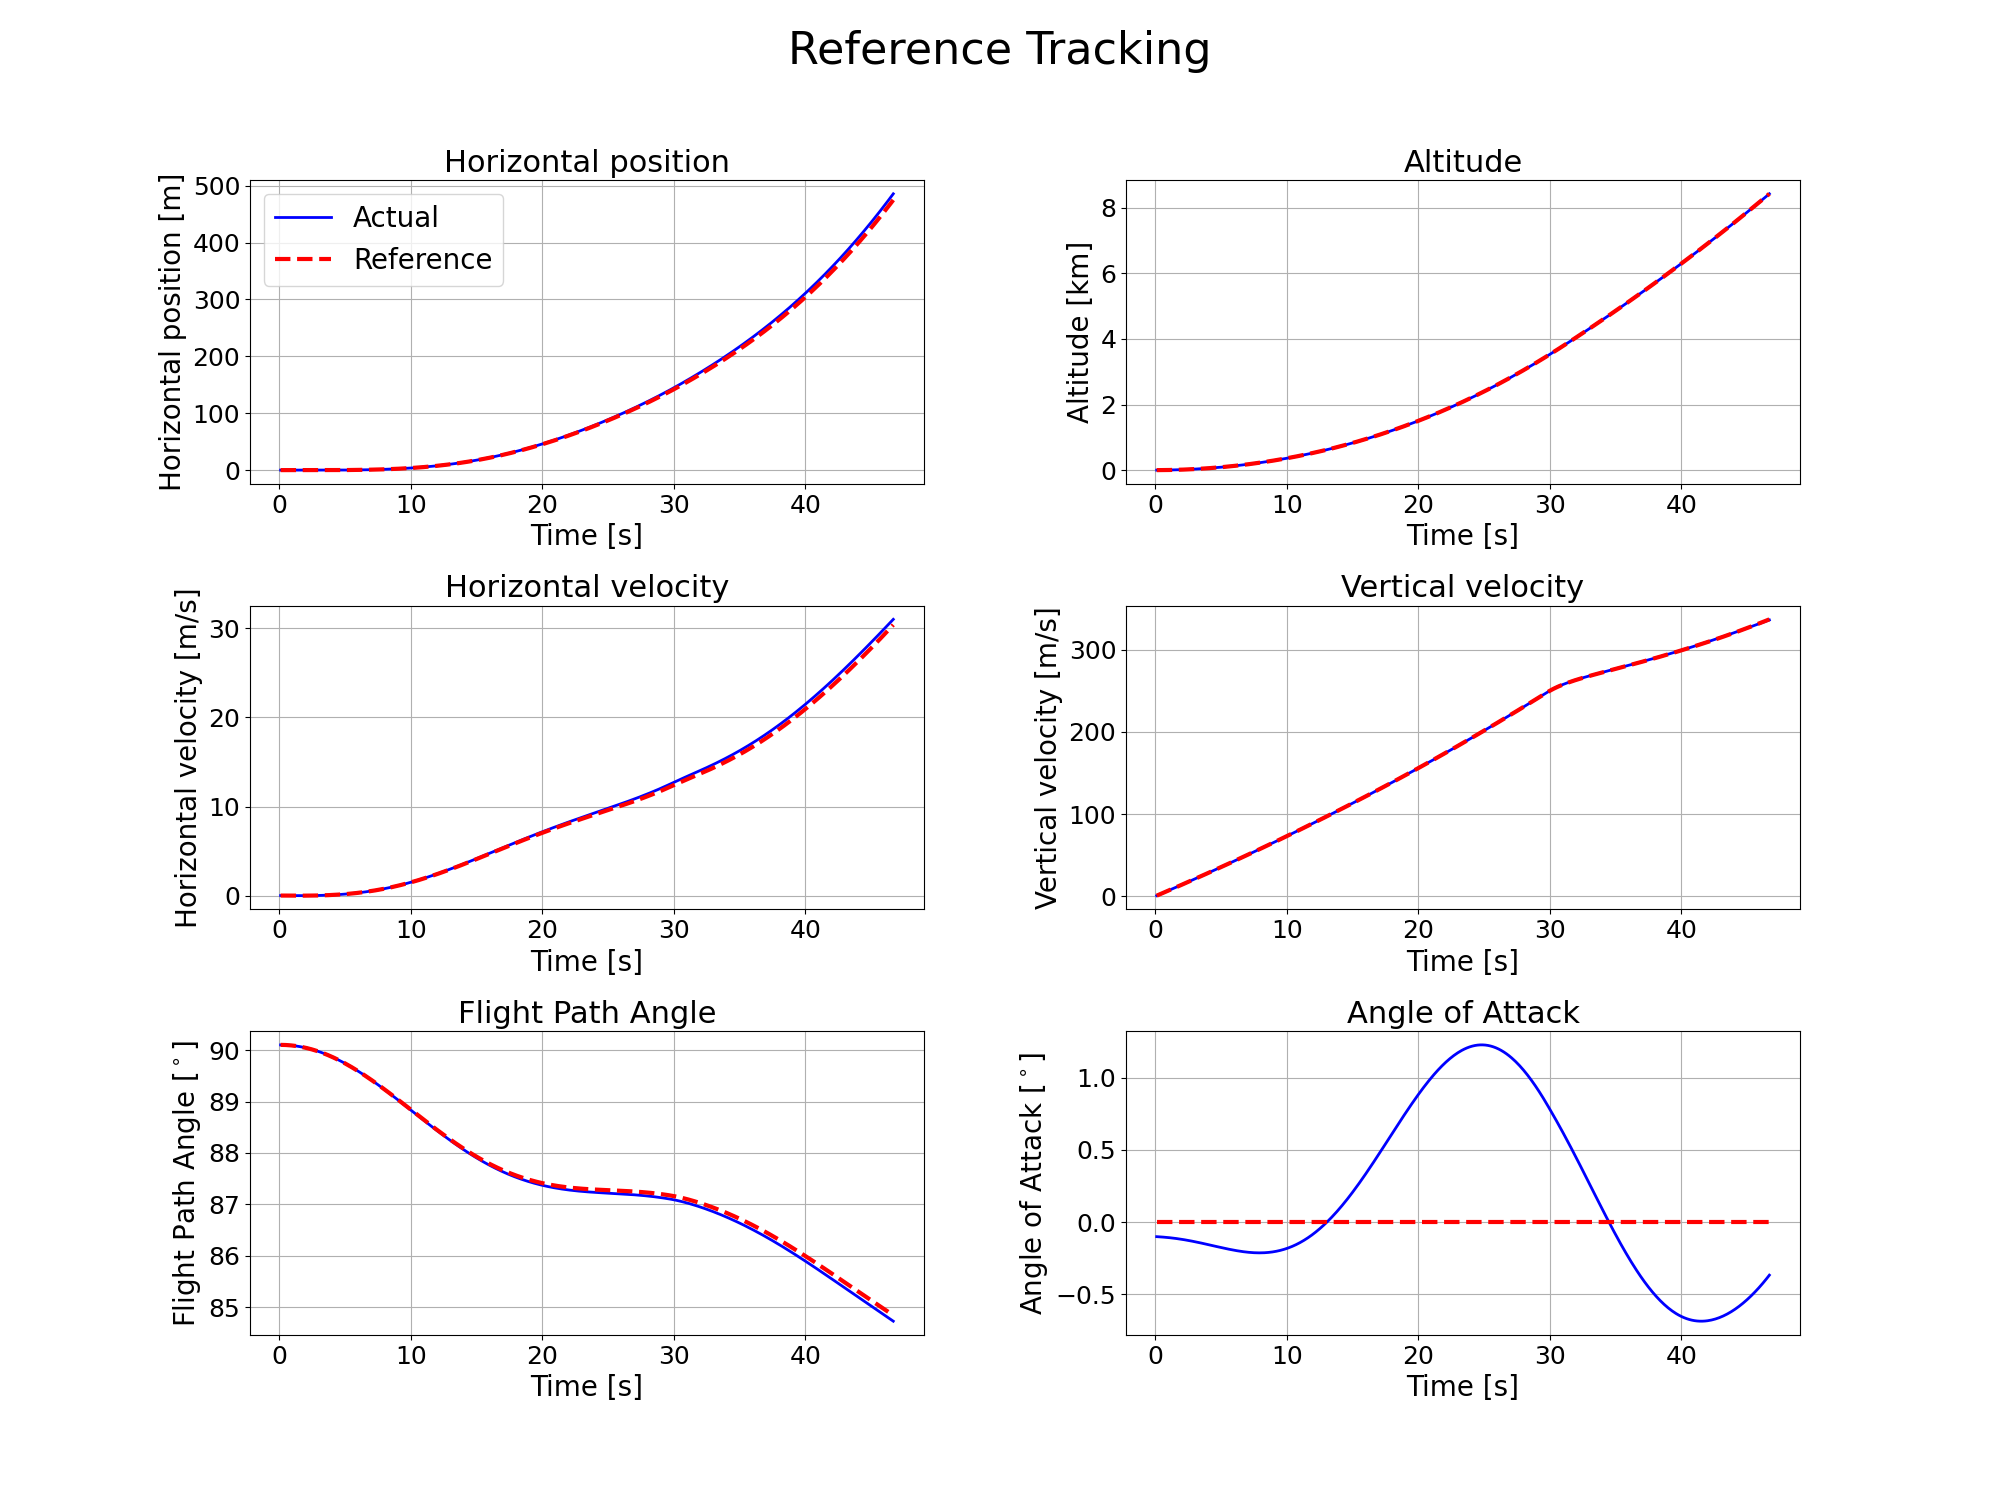 Reference Tracking
Horizontal position
Horizontal position [m]
500
400
300
200
100
0
Actual
Reference
0 10 20 30 40
Time [s]
Altitude
Altitude [km]
8
6
4
2
0
0 10 20 30 40
Time [s]
Horizontal velocity
Horizontal velocity [m/s]
30
20
10
0
0 10 20 30 40
Time [s]
Vertical velocity
Vertical velocity [m/s]
300
200
100
0
0 10 20 30 40
Time [s]
Flight Path Angle
Flight Path Angle [°]
90
89
88
87
86
85
0 10 20 30 40
Time [s]
Angle of Attack
Angle of Attack [°]
1.0
0.5
0.0
−0.5
0 10 20 30 40
Time [s]